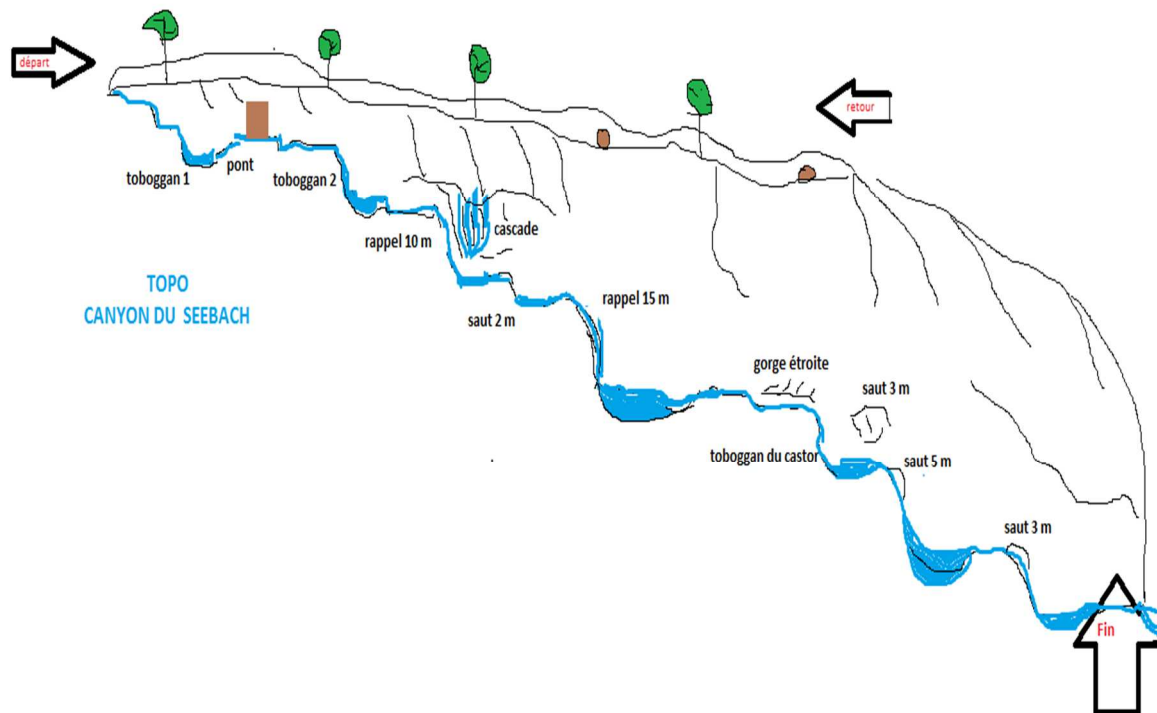 départ
retour
toboggan 1
pont
toboggan 2
rappel 10 m
cascade
TOPO
CANYON DU SEEBACH
saut 2 m
rappel 15 m
gorge étroite
saut 3 m
toboggan du castor
saut 5 m
saut 3 m
Fin